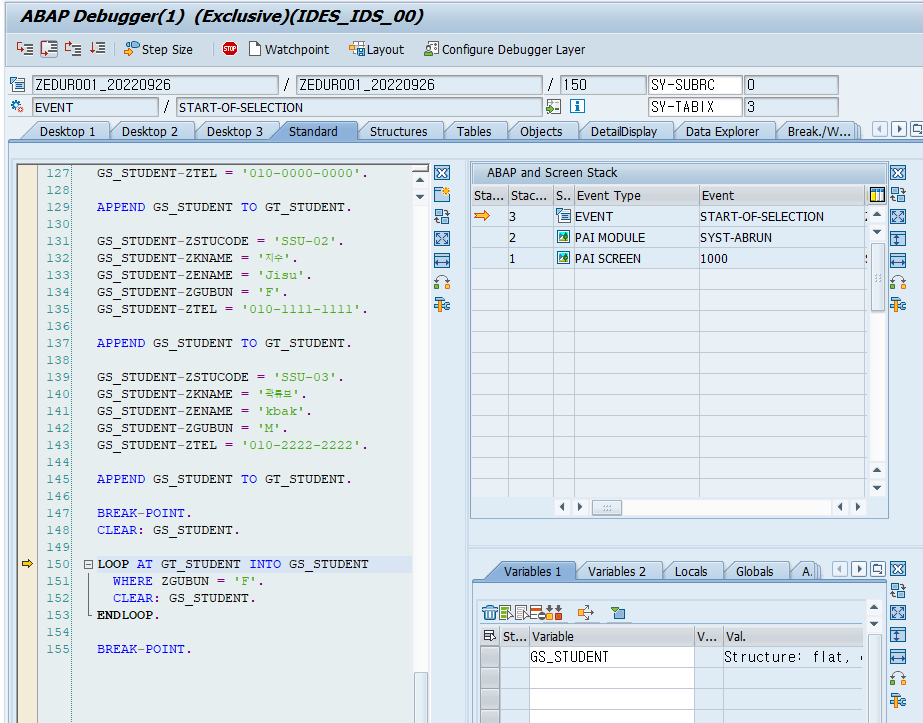 ABAP Debugger(1) (Exclusive)(IDES_IDS_00)
Step Size STOP Watchpoint Layout Configure Debugger Layer
ZEDUR001_20220926 / ZEDUR001_20220926 / 150 SY-SUBRC 0
EVENT / START-OF-SELECTION SY-TABIX 3
Desktop 1 Desktop 2 Desktop 3 Standard Structures Tables Objects DetailDisplay Data Explorer Break./W...
127 GS_STUDENT-ZTEL = '010-0000-0000'.
128
129 APPEND GS_STUDENT TO GT_STUDENT.
130
131 GS_STUDENT-ZSTUCODE = 'SSU-02'.
132 GS_STUDENT-ZKNAME = '지수'.
133 GS_STUDENT-ZENAME = 'Jisu'.
134 GS_STUDENT-ZGUBUN = 'F'.
135 GS_STUDENT-ZTEL = '010-1111-1111'.
136
137 APPEND GS_STUDENT TO GT_STUDENT.
138
139 GS_STUDENT-ZSTUCODE = 'SSU-03'.
140 GS_STUDENT-ZKNAME = '곽튜브'.
141 GS_STUDENT-ZENAME = 'kbak'.
142 GS_STUDENT-ZGUBUN = 'M'.
143 GS_STUDENT-ZTEL = '010-2222-2222'.
144
145 APPEND GS_STUDENT TO GT_STUDENT.
146
147 BREAK-POINT.
148 CLEAR: GS_STUDENT.
149
150 LOOP AT GT_STUDENT INTO GS_STUDENT
151 WHERE ZGUBUN = 'F'.
152 CLEAR: GS_STUDENT.
153 ENDLOOP.
154
155 BREAK-POINT.
ABAP and Screen Stack
Sta... Stac... S.. Event Type Event
3 EVENT START-OF-SELECTION
2 PAI MODULE SYST-ABRUN
1 PAI SCREEN 1000
Variables 1 Variables 2 Locals Globals A.
St... Variable V... Val.
GS_STUDENT Structure: flat,